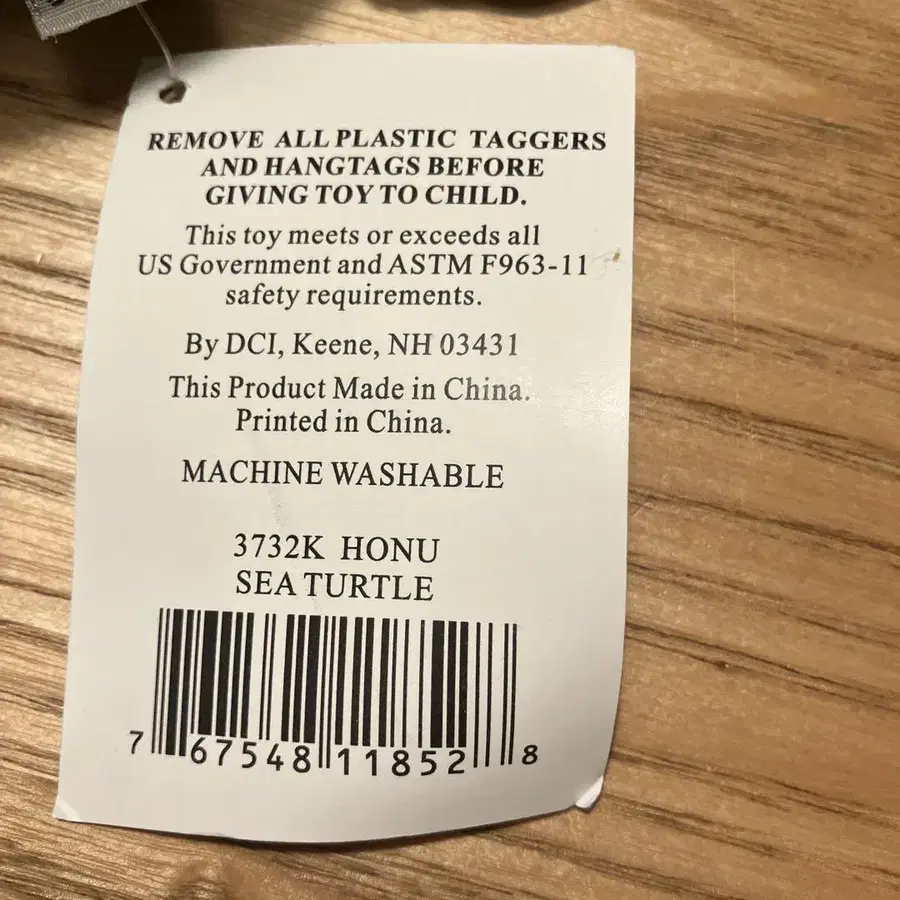 REMOVE ALL PLASTIC TAGGERS
AND HANGTAGS BEFORE
GIVING TOY TO CHILD.
This toy meets or exceeds all
US Government and ASTM F963-11
safety requirements.
By DCI, Keene, NH 03431
This Product Made in China.
Printed in China.
MACHINE WASHABLE
3732K HONU
SEA TURTLE
7 67548 11852 8